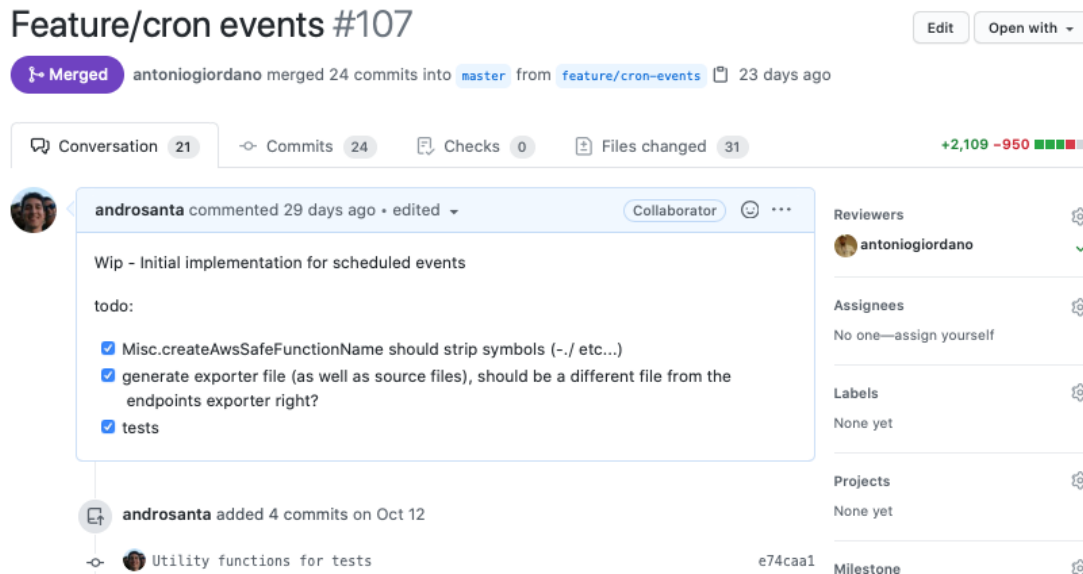 Feature/cron events #107
Edit
Open with
Merged
antoniogiordano merged 24 commits into master from feature/cron-events 23 days ago
Conversation 21
Commits 24
Checks 0
Files changed 31
+2,109 −950
androsanta commented 29 days ago • edited
Collaborator
Wip - Initial implementation for scheduled events
todo:
Misc.createAwsSafeFunctionName should strip symbols (-./ etc...)
generate exporter file (as well as source files), should be a different file from the
endpoints exporter right?
tests
androsanta added 4 commits on Oct 12
Utility functions for tests
e74caa1
Reviewers
antoniogiordano
Assignees
No one—assign yourself
Labels
None yet
Projects
None yet
Milestone